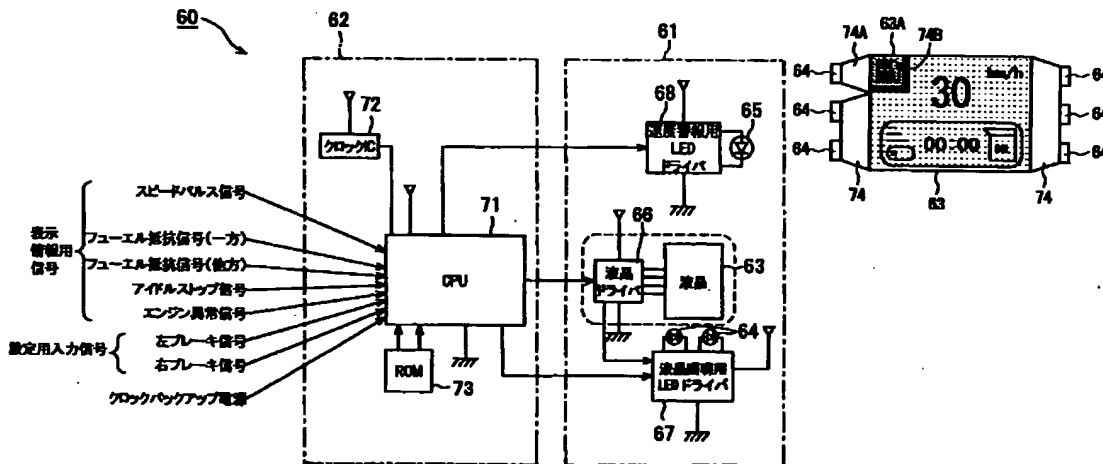 60
62
72
クロックIC
スピードパルス信号
フューエル抵抗信号(一方)
フューエル抵抗信号(他方)
アイドルストップ信号
エンジン異常信号
表示
情報用
信号
左ブレーキ信号
右ブレーキ信号
設定用入力信号
クロックバックアップ電源
71
CPU
ROM
73
61
68
速度警報用
LED
ドライバ
65
66
液晶
ドライバ
液晶
63
64
液晶照明用
LEDドライバ
67
74A
63A
74B
64
64
64
64
64
64
30
km/h
00:00
74
63
74